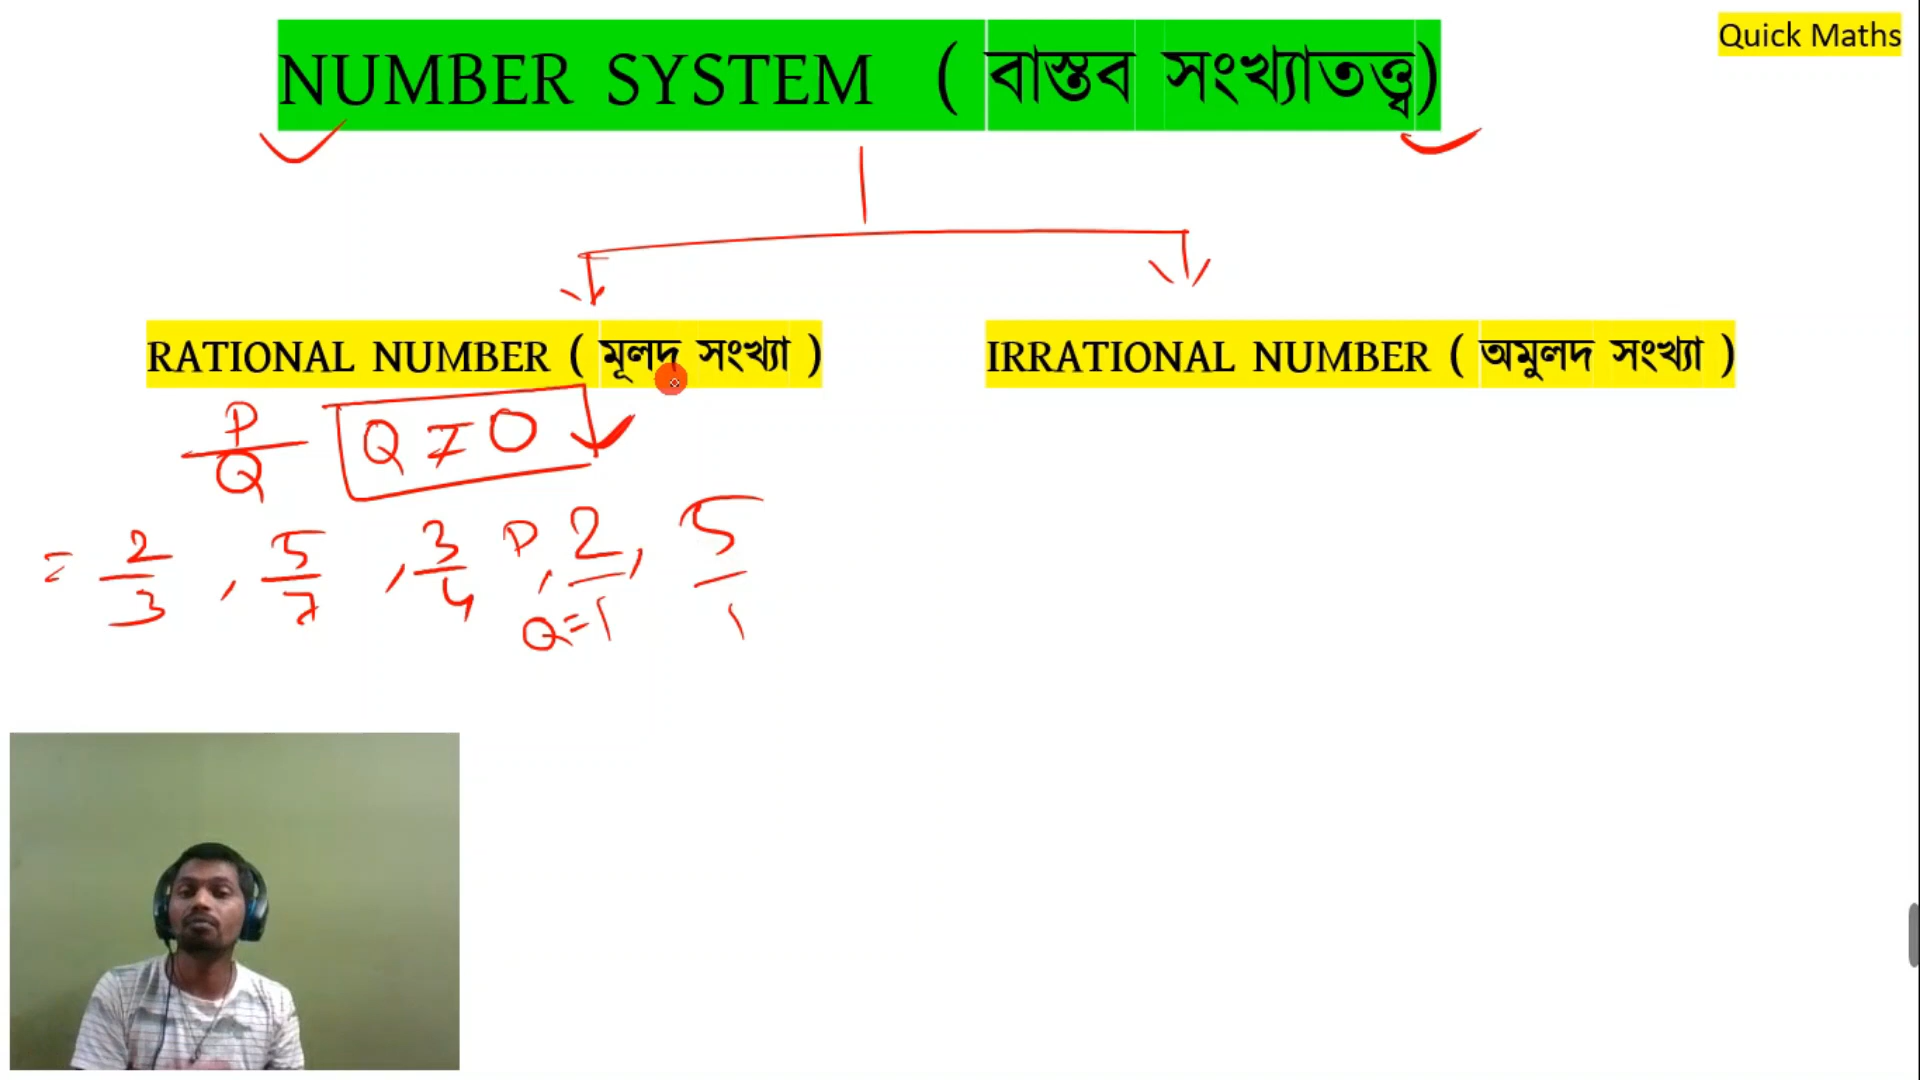 Quick Maths
NUMBER SYSTEM ( বাস্তব সংখ্যাতত্ত্ব)
RATIONAL NUMBER ( মূলদ সংখ্যা )
IRRATIONAL NUMBER ( অমুলদ সংখ্যা )
P/Q Q ≠ 0
= 2/3 , 5/7 , 3/4 , P 2/1 , 5/1
Q=1